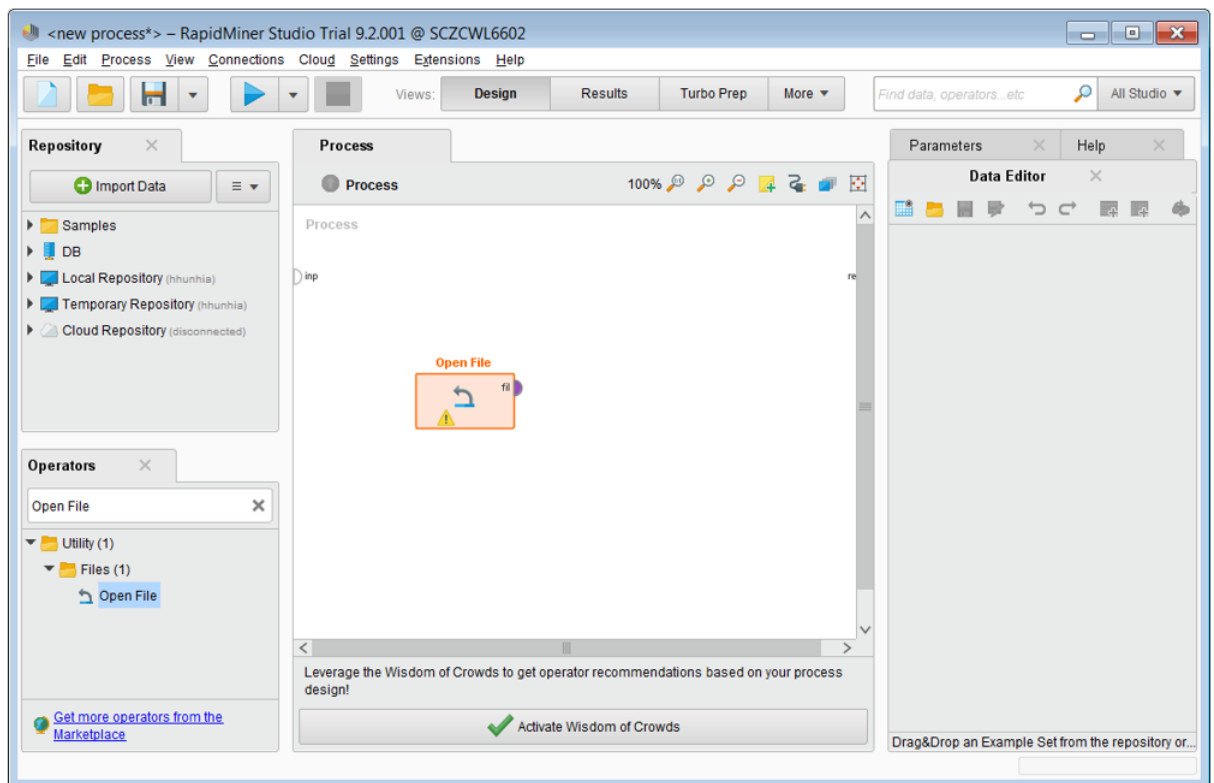 <new process*> – RapidMiner Studio Trial 9.2.001 @ SCZCWL6602
File Edit Process View Connections Cloud Settings Extensions Help
Views: Design Results Turbo Prep More
Find data, operators...etc
All Studio
Repository
Import Data
Samples
DB
Local Repository (hhunhia)
Temporary Repository (hhunhia)
Cloud Repository (disconnected)
Operators
Open File
Utility (1)
Files (1)
Open File
Get more operators from the
Marketplace
Process
Process
100%
Process
inp
re
Open File
fil
Leverage the Wisdom of Crowds to get operator recommendations based on your process
design!
Activate Wisdom of Crowds
Parameters
Help
Data Editor
Drag&Drop an Example Set from the repository or...